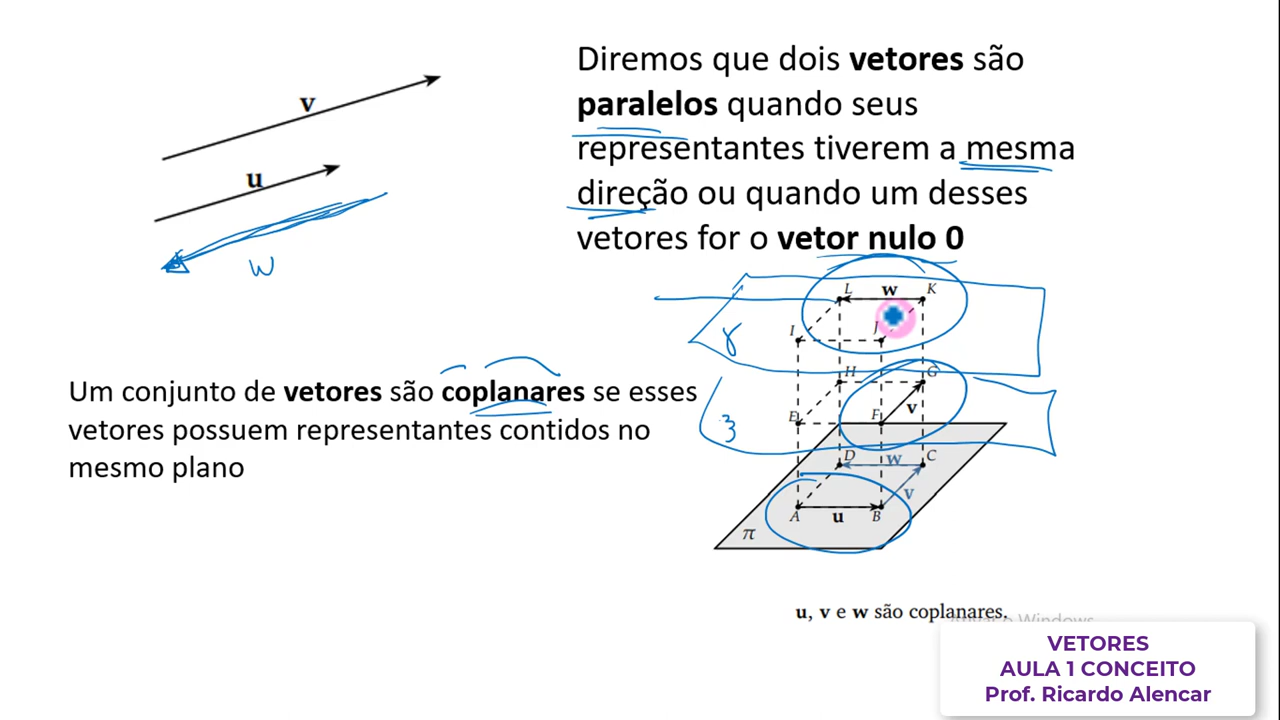 Diremos que dois vetores são
paralelos quando seus
representantes tiverem a mesma
direção ou quando um desses
vetores for o vetor nulo 0
v
u
w
Um conjunto de vetores são coplanares se esses
vetores possuem representantes contidos no
mesmo plano
L w K
I J
γ
H G
E F v
3
D w C
v
A u B
π
u, v e w são coplanares.
VETORES
AULA 1 CONCEITO
Prof. Ricardo Alencar